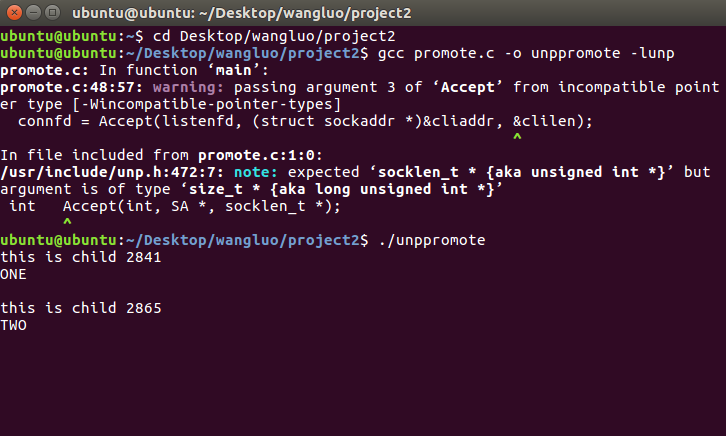 ubuntu@ubuntu: ~/Desktop/wangluo/project2
ubuntu@ubuntu:~$ cd Desktop/wangluo/project2
ubuntu@ubuntu:~/Desktop/wangluo/project2$ gcc promote.c -o unppromote -lunp
promote.c: In function ‘main’:
promote.c:48:57: warning: passing argument 3 of ‘Accept’ from incompatible point
er type [-Wincompatible-pointer-types]
  connfd = Accept(listenfd, (struct sockaddr *)&cliaddr, &clilen);
                                                         ^
In file included from promote.c:1:0:
/usr/include/unp.h:472:7: note: expected ‘socklen_t * {aka unsigned int *}’ but
argument is of type ‘size_t * {aka long unsigned int *}’
 int   Accept(int, SA *, socklen_t *);
       ^
ubuntu@ubuntu:~/Desktop/wangluo/project2$ ./unppromote
this is child 2841
ONE

this is child 2865
TWO